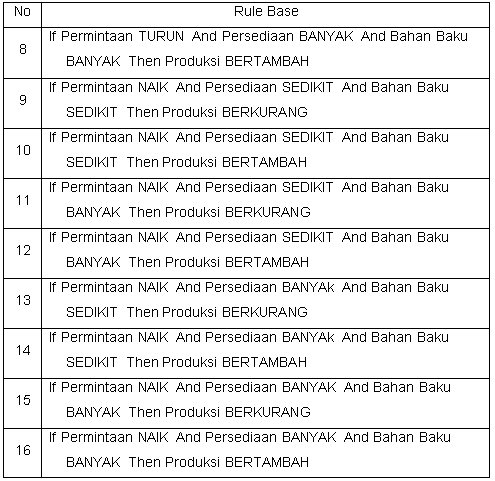 No Rule Base
8 If Permintaan TURUN And Persediaan BANYAK And Bahan Baku
BANYAK Then Produksi BERTAMBAH
9 If Permintaan NAIK And Persediaan SEDIKIT And Bahan Baku
SEDIKIT Then Produksi BERKURANG
10 If Permintaan NAIK And Persediaan SEDIKIT And Bahan Baku
SEDIKIT Then Produksi BERTAMBAH
11 If Permintaan NAIK And Persediaan SEDIKIT And Bahan Baku
BANYAK Then Produksi BERKURANG
12 If Permintaan NAIK And Persediaan SEDIKIT And Bahan Baku
BANYAK Then Produksi BERTAMBAH
13 If Permintaan NAIK And Persediaan BANYAk And Bahan Baku
SEDIKIT Then Produksi BERKURANG
14 If Permintaan NAIK And Persediaan BANYAk And Bahan Baku
SEDIKIT Then Produksi BERTAMBAH
15 If Permintaan NAIK And Persediaan BANYAK And Bahan Baku
BANYAK Then Produksi BERKURANG
16 If Permintaan NAIK And Persediaan BANYAK And Bahan Baku
BANYAK Then Produksi BERTAMBAH